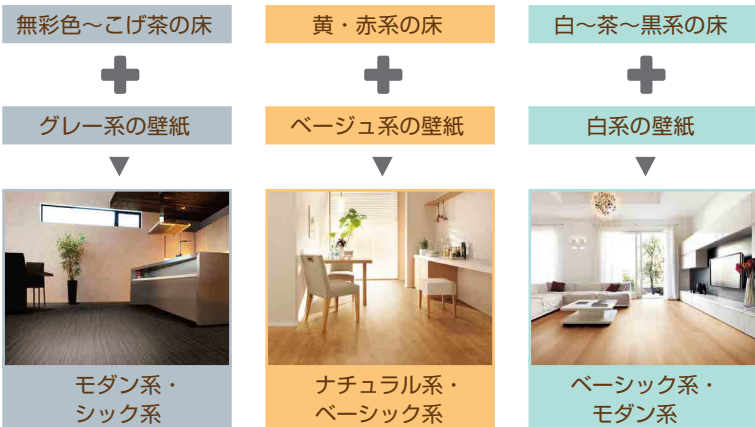 無彩色～こげ茶の床
グレー系の壁紙
モダン系・
シック系
黄・赤系の床
ベージュ系の壁紙
ナチュラル系・
ベーシック系
白～茶～黒系の床
白系の壁紙
ベーシック系・
モダン系